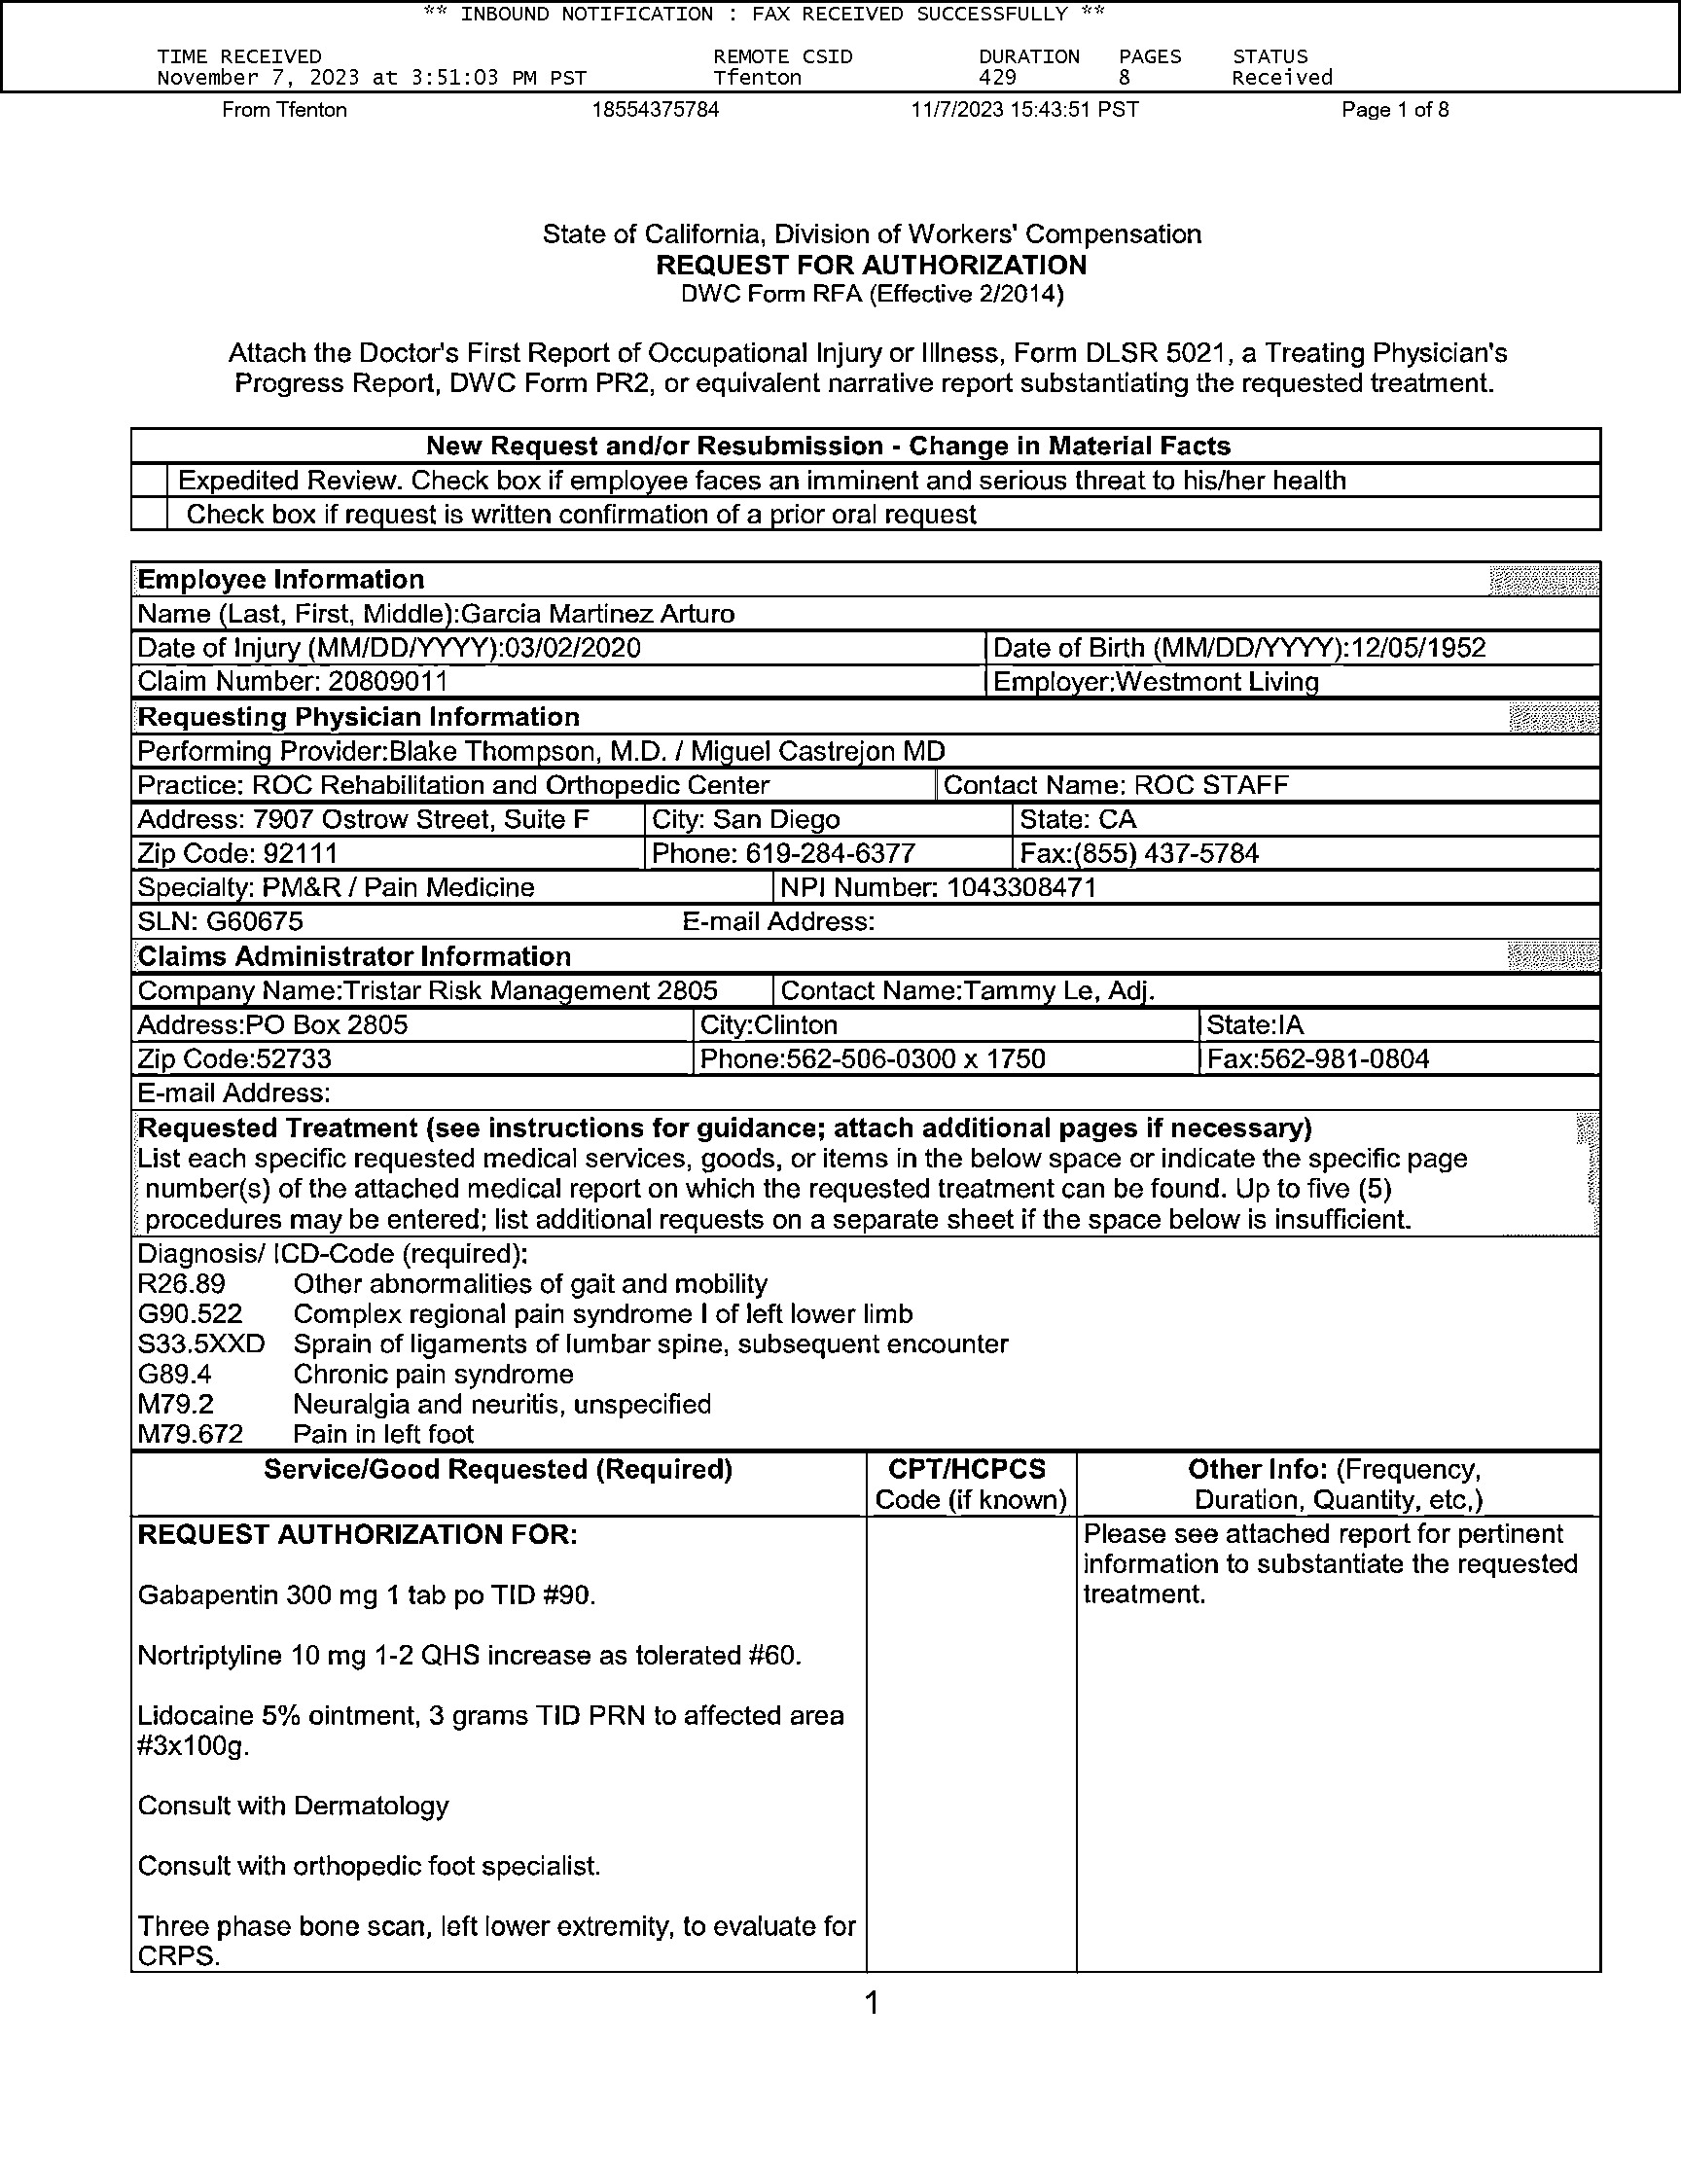 ** INBOUND NOTIFICATION : FAX RECEIVED SUCCESSFULLY **
TIME RECEIVED REMOTE CSID DURATION PAGES STATUS
November 7, 2023 at 3:51:03 PM PST Tfenton 429 8 Received
From Tfenton 18554375784 11/7/2023 15:43:51 PST Page 1 of 8
State of California, Division of Workers' Compensation
REQUEST FOR AUTHORIZATION
DWC Form RFA (Effective 2/2014)
Attach the Doctor's First Report of Occupational Injury or Illness, Form DLSR 5021, a Treating Physician's
Progress Report, DWC Form PR2, or equivalent narrative report substantiating the requested treatment.
New Request and/or Resubmission - Change in Material Facts
Expedited Review. Check box if employee faces an imminent and serious threat to his/her health
Check box if request is written confirmation of a prior oral request
Employee Information
Name (Last, First, Middle):Garcia Martinez Arturo
Date of Injury (MM/DD/YYYY):03/02/2020 Date of Birth (MM/DD/YYYY):12/05/1952
Claim Number: 20809011 Employer:Westmont Living
Requesting Physician Information
Performing Provider:Blake Thompson, M.D. / Miguel Castrejon MD
Practice: ROC Rehabilitation and Orthopedic Center Contact Name: ROC STAFF
Address: 7907 Ostrow Street, Suite F City: San Diego State: CA
Zip Code: 92111 Phone: 619-284-6377 Fax:(855) 437-5784
Specialty: PM&R / Pain Medicine NPI Number: 1043308471
SLN: G60675 E-mail Address:
Claims Administrator Information
Company Name:Tristar Risk Management 2805 Contact Name:Tammy Le, Adj.
Address:PO Box 2805 City:Clinton State:IA
Zip Code:52733 Phone:562-506-0300 x 1750 Fax:562-981-0804
E-mail Address:
Requested Treatment (see instructions for guidance; attach additional pages if necessary)
List each specific requested medical services, goods, or items in the below space or indicate the specific page
number(s) of the attached medical report on which the requested treatment can be found. Up to five (5)
procedures may be entered; list additional requests on a separate sheet if the space below is insufficient.
Diagnosis/ ICD-Code (required):
R26.89 Other abnormalities of gait and mobility
G90.522 Complex regional pain syndrome I of left lower limb
S33.5XXD Sprain of ligaments of lumbar spine, subsequent encounter
G89.4 Chronic pain syndrome
M79.2 Neuralgia and neuritis, unspecified
M79.672 Pain in left foot
Service/Good Requested (Required) CPT/HCPCS Other Info: (Frequency,
Code (if known) Duration, Quantity, etc,)
REQUEST AUTHORIZATION FOR: Please see attached report for pertinent
information to substantiate the requested
Gabapentin 300 mg 1 tab po TID #90. treatment.
Nortriptyline 10 mg 1-2 QHS increase as tolerated #60.
Lidocaine 5% ointment, 3 grams TID PRN to affected area
#3x100g.
Consult with Dermatology
Consult with orthopedic foot specialist.
Three phase bone scan, left lower extremity, to evaluate for
CRPS.
1